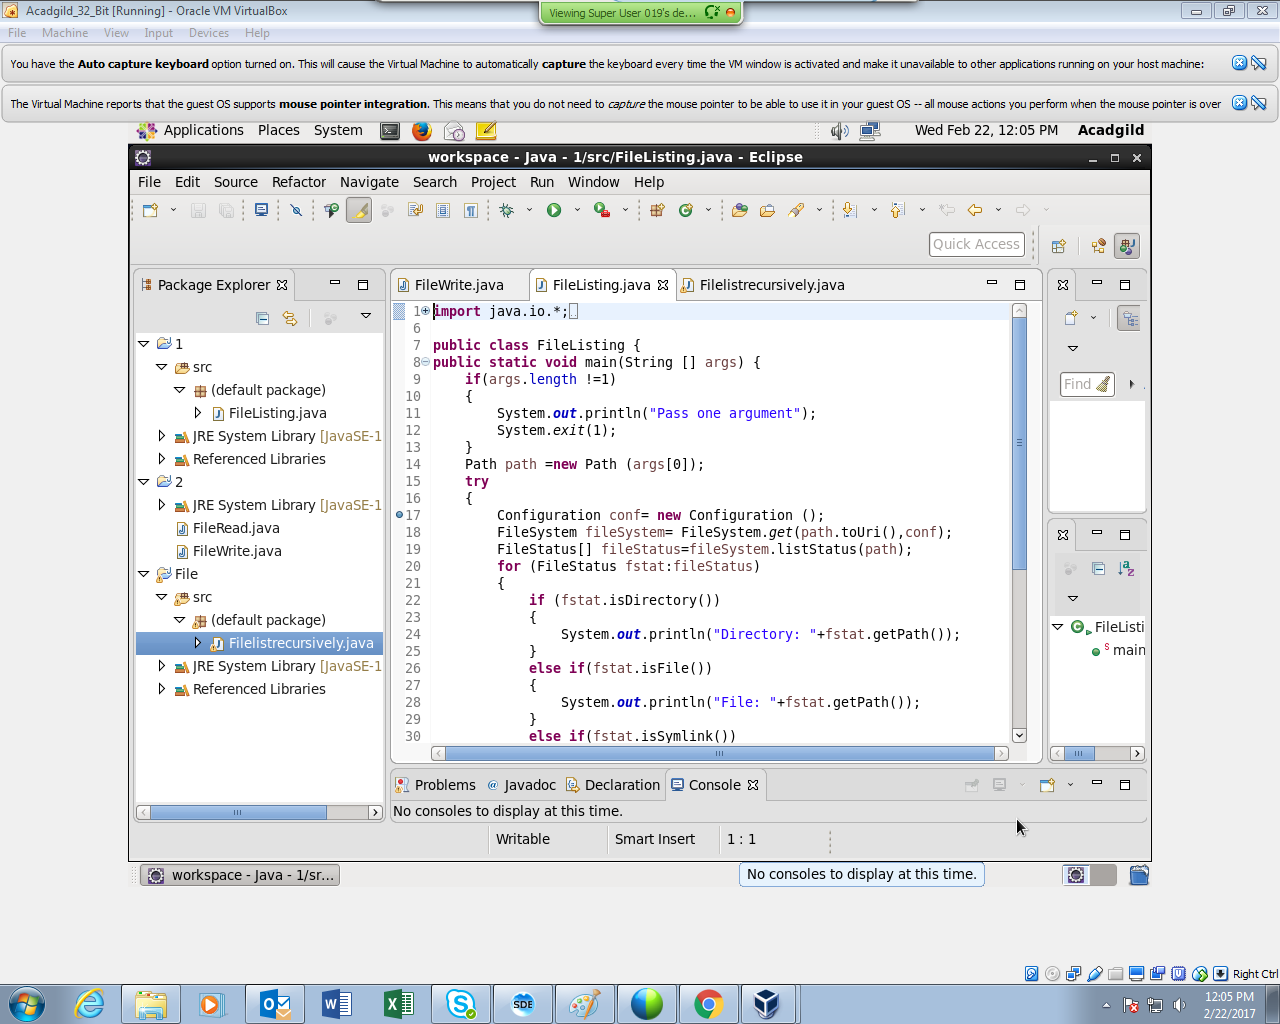 Acadgild_32_Bit [Running] - Oracle VM VirtualBox
Viewing Super User 019's de...
File Machine View Input Devices Help
You have the Auto capture keyboard option turned on. This will cause the Virtual Machine to automatically capture the keyboard every time the VM window is activated and make it unavailable to other applications running on your host machine:
The Virtual Machine reports that the guest OS supports mouse pointer integration. This means that you do not need to capture the mouse pointer to be able to use it in your guest OS -- all mouse actions you perform when the mouse pointer is over
Applications Places System Wed Feb 22, 12:05 PM Acadgild
workspace - Java - 1/src/FileListing.java - Eclipse
File Edit Source Refactor Navigate Search Project Run Window Help
Quick Access
Package Explorer
1
src
(default package)
FileListing.java
JRE System Library [JavaSE-1
Referenced Libraries
2
JRE System Library [JavaSE-1
FileRead.java
FileWrite.java
File
src
(default package)
Filelistrecursively.java
JRE System Library [JavaSE-1
Referenced Libraries
FileWrite.java FileListing.java Filelistrecursively.java
1 import java.io.*;
6
7 public class FileListing {
8 public static void main(String [] args) {
9 if(args.length !=1)
10 {
11 System.out.println("Pass one argument");
12 System.exit(1);
13 }
14 Path path =new Path (args[0]);
15 try
16 {
17 Configuration conf= new Configuration ();
18 FileSystem fileSystem= FileSystem.get(path.toUri(),conf);
19 FileStatus[] fileStatus=fileSystem.listStatus(path);
20 for (FileStatus fstat:fileStatus)
21 {
22 if (fstat.isDirectory())
23 {
24 System.out.println("Directory: "+fstat.getPath());
25 }
26 else if(fstat.isFile())
27 {
28 System.out.println("File: "+fstat.getPath());
29 }
30 else if(fstat.isSymlink())
Find
FileListi
S main
Problems @ Javadoc Declaration Console
No consoles to display at this time.
Writable Smart Insert 1 : 1
workspace - Java - 1/sr...
No consoles to display at this time.
Right Ctrl
SDE
12:05 PM
2/22/2017